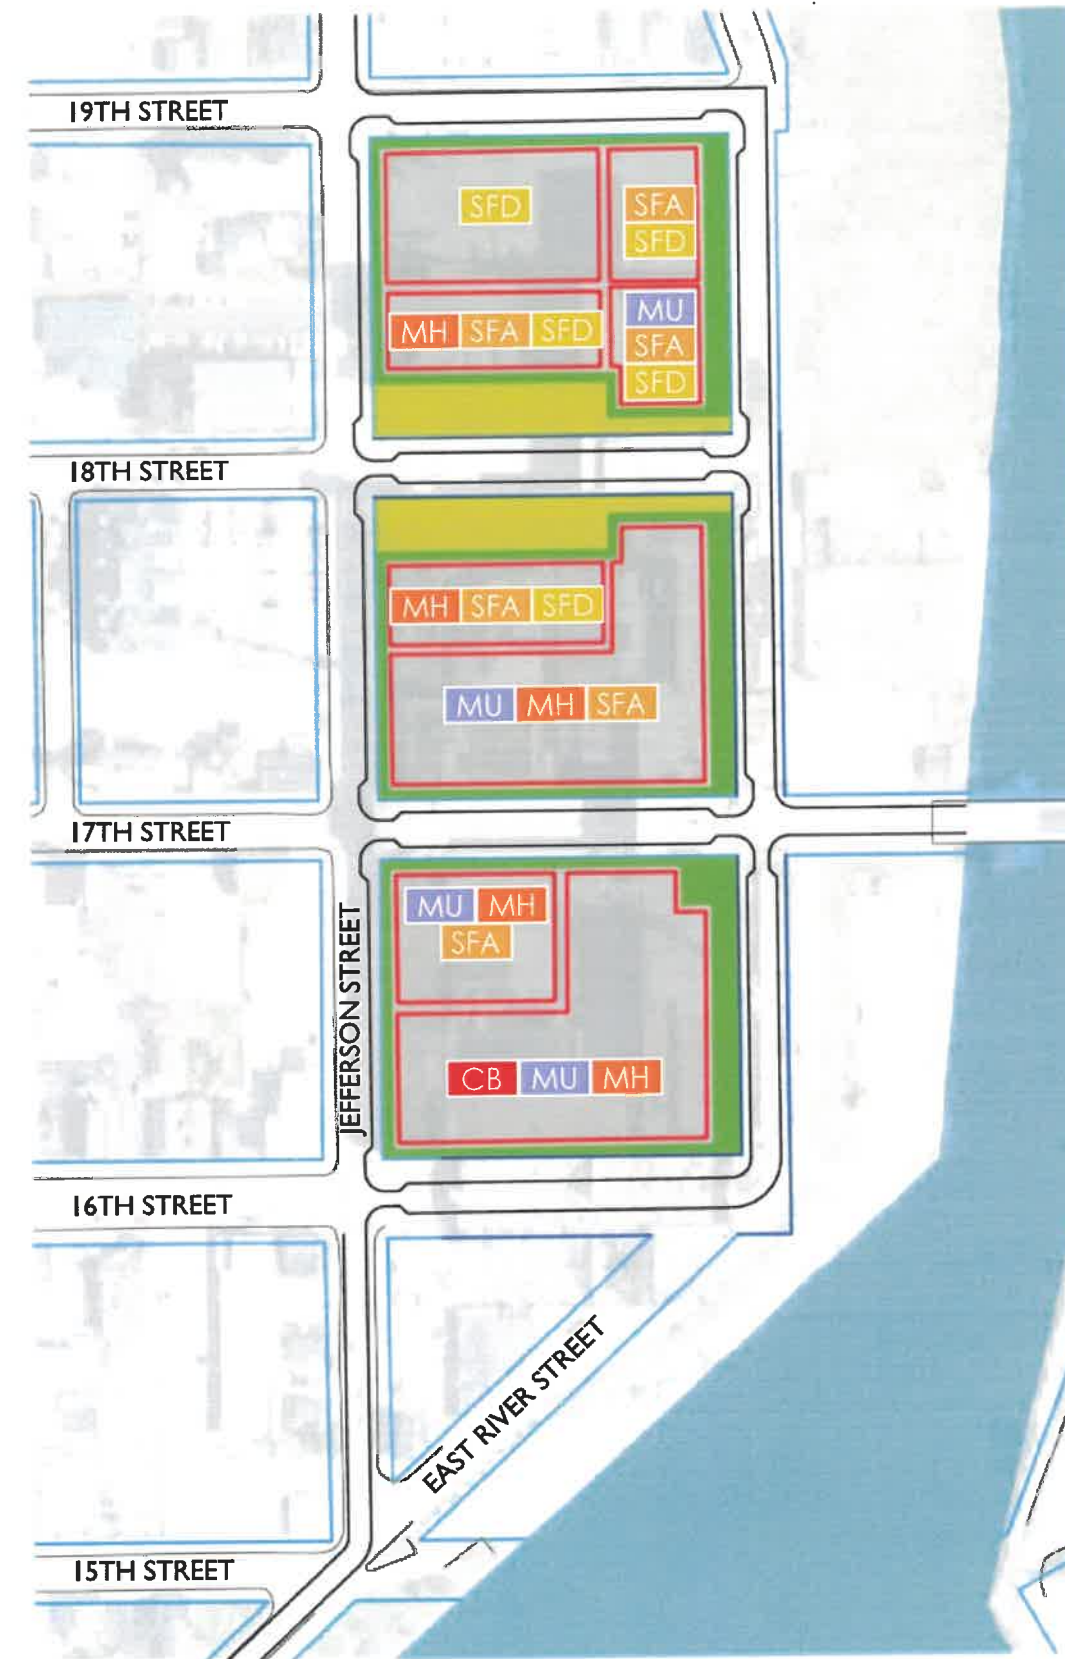 19TH STREET
SFD
SFA
SFD
MH SFA SFD
MU
SFA
SFD
18TH STREET
MH SFA SFD
MU MH SFA
17TH STREET
MU MH
SFA
JEFFERSON STREET
CB MU MH
16TH STREET
EAST RIVER STREET
15TH STREET